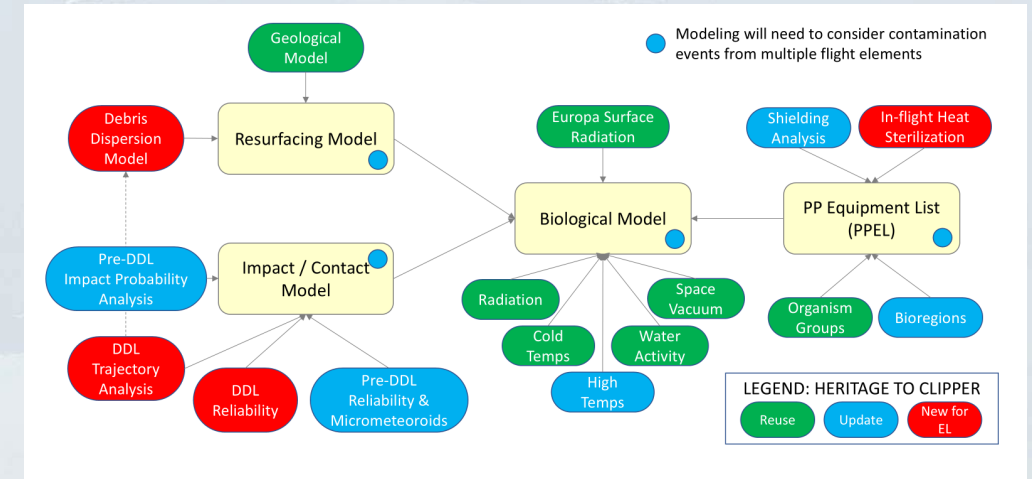 Geological
Model
Modeling will need to consider contamination
events from multiple flight elements
Debris
Dispersion
Model
Resurfacing Model
Europa Surface
Radiation
Shielding
Analysis
In-flight Heat
Sterilization
Biological Model
PP Equipment List
(PPEL)
Pre-DDL
Impact Probability
Analysis
Impact / Contact
Model
Radiation
Space
Vacuum
Cold
Temps
Water
Activity
High
Temps
Organism
Groups
Bioregions
DDL
Trajectory
Analysis
DDL
Reliability
Pre-DDL
Reliability &
Micrometeoroids
LEGEND: HERITAGE TO CLIPPER
Reuse
Update
New for
EL